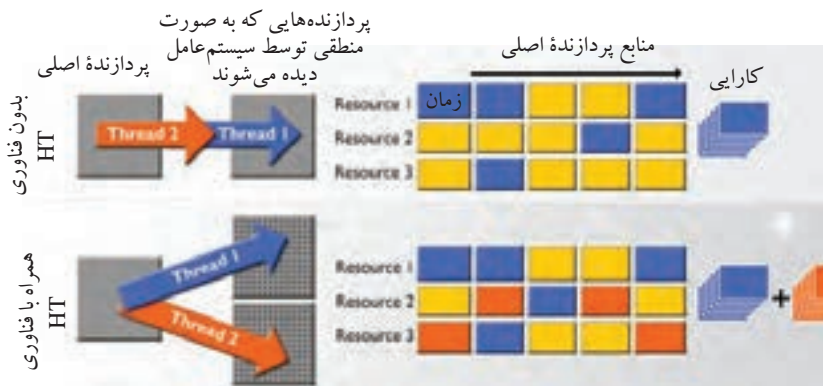 پردازنده‌هایی که به صورت
منطقی توسط سیستم‌عامل
دیده می‌شوند
پردازندهٔ اصلی
منابع پردازندهٔ اصلی
کارایی
بدون فناوری
HT
Thread 2
Thread 1
Resource 1
زمان
Resource 2
Resource 3
همراه با فناوری
HT
Thread 1
Thread 2
Resource 1
Resource 2
Resource 3
+